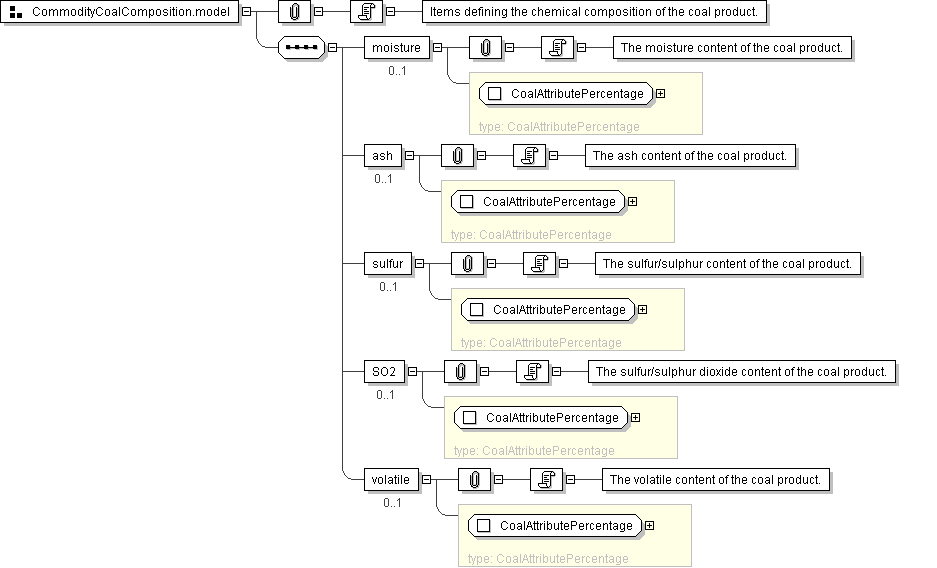 CommodityCoalComposition.model
Items defining the chemical composition of the coal product.
moisture
The moisture content of the coal product.
0..1
CoalAttributePercentage
type: CoalAttributePercentage
ash
The ash content of the coal product.
0..1
CoalAttributePercentage
type: CoalAttributePercentage
sulfur
The sulfur/sulphur content of the coal product.
0..1
CoalAttributePercentage
type: CoalAttributePercentage
SO2
The sulfur/sulphur dioxide content of the coal product.
0..1
CoalAttributePercentage
type: CoalAttributePercentage
volatile
The volatile content of the coal product.
0..1
CoalAttributePercentage
type: CoalAttributePercentage